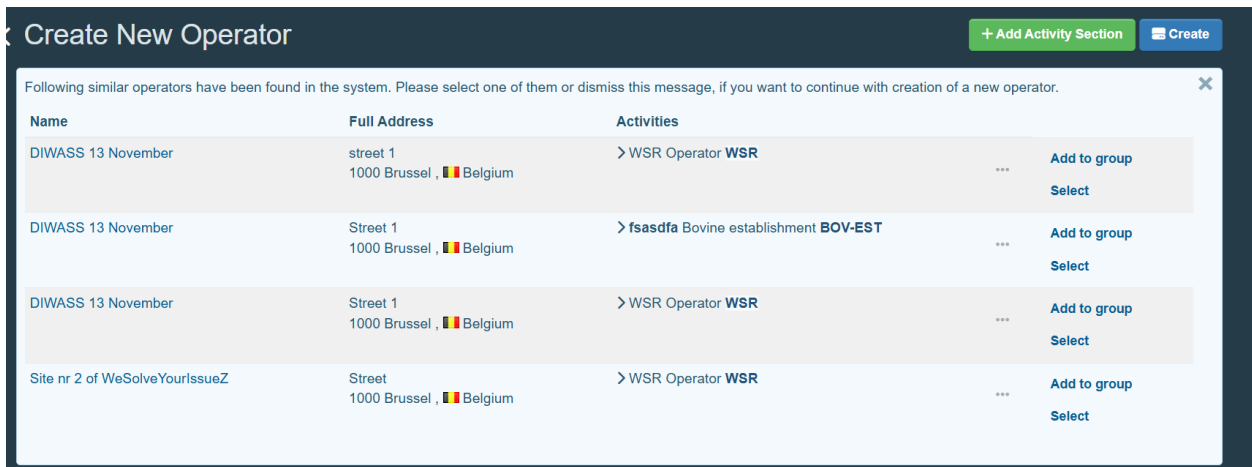 Create New Operator
+ Add Activity Section
Create
Following similar operators have been found in the system. Please select one of them or dismiss this message, if you want to continue with creation of a new operator.
Name Full Address Activities
DIWASS 13 November street 1 WSR Operator WSR
1000 Brussel , Belgium
Add to group
Select
DIWASS 13 November Street 1 fsasdfa Bovine establishment BOV-EST
1000 Brussel , Belgium
Add to group
Select
DIWASS 13 November Street 1 WSR Operator WSR
1000 Brussel , Belgium
Add to group
Select
Site nr 2 of WeSolveYourIssueZ Street WSR Operator WSR
1000 Brussel , Belgium
Add to group
Select